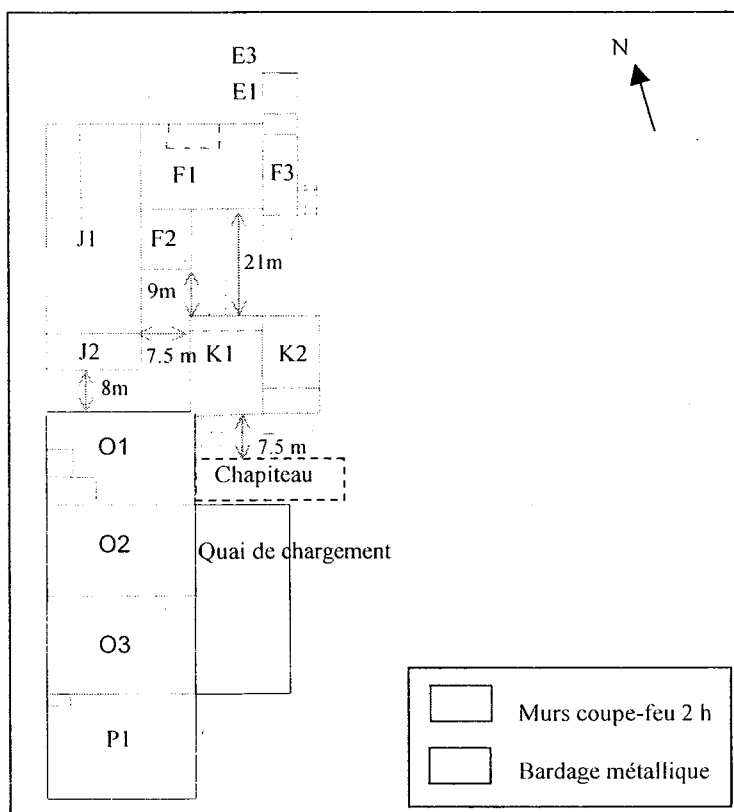 N
E3
E1
F1
F3
J1
F2
21m
9m
J2
7.5 m
K1
K2
8m
7.5 m
O1
Chapiteau
O2
Quai de chargement
O3
P1
Murs coupe-feu 2 h
Bardage métallique